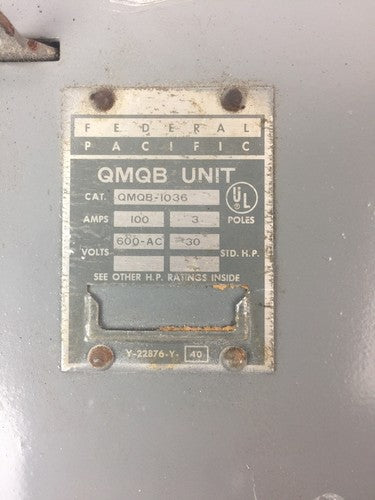 FEDERAL
PACIFIC
QMQB UNIT
CAT. QMQB-1036
UL
AMPS 100 3 POLES
600-AC 30
VOLTS STD. H.P.
SEE OTHER H.P. RATINGS INSIDE
Y-22876-Y- 40